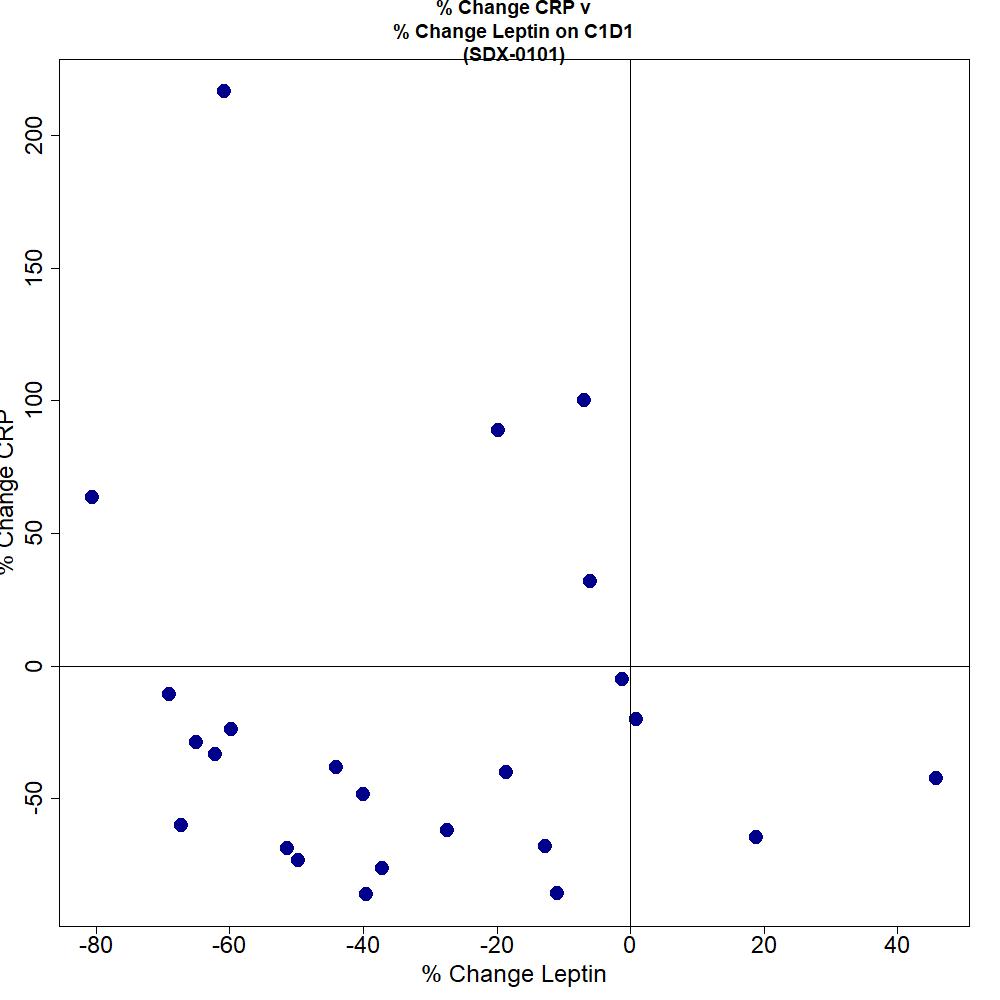 % Change CRP v
% Change Leptin on C1D1
(SDX-0101)
200
150
100
50
0
-50
% Change CRP
-80 -60 -40 -20 0 20 40
% Change Leptin